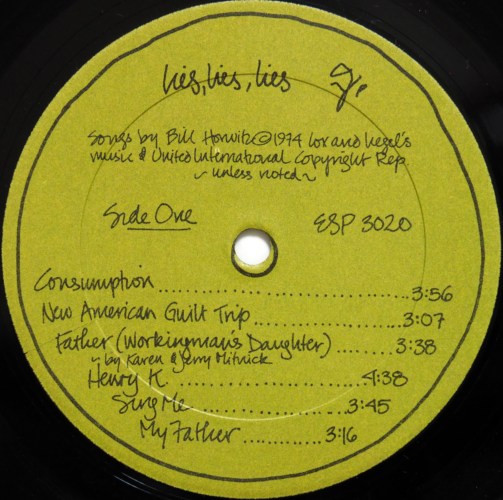 lies, lies, lies
Songs by Bill Horwitz © 1974 Lox and Hegel's
music & United International Copyright Rep.
~ unless noted ~
Side One
ESP 3020
Consumption .......... 3:56
New American Guilt Trip .......... 3:07
Father (Workingman's Daughter) .......... 3:38
~ by Karen & Jerry Mitnick
Henry K .......... 4:38
Sing Me .......... 3:45
My Father .......... 3:16